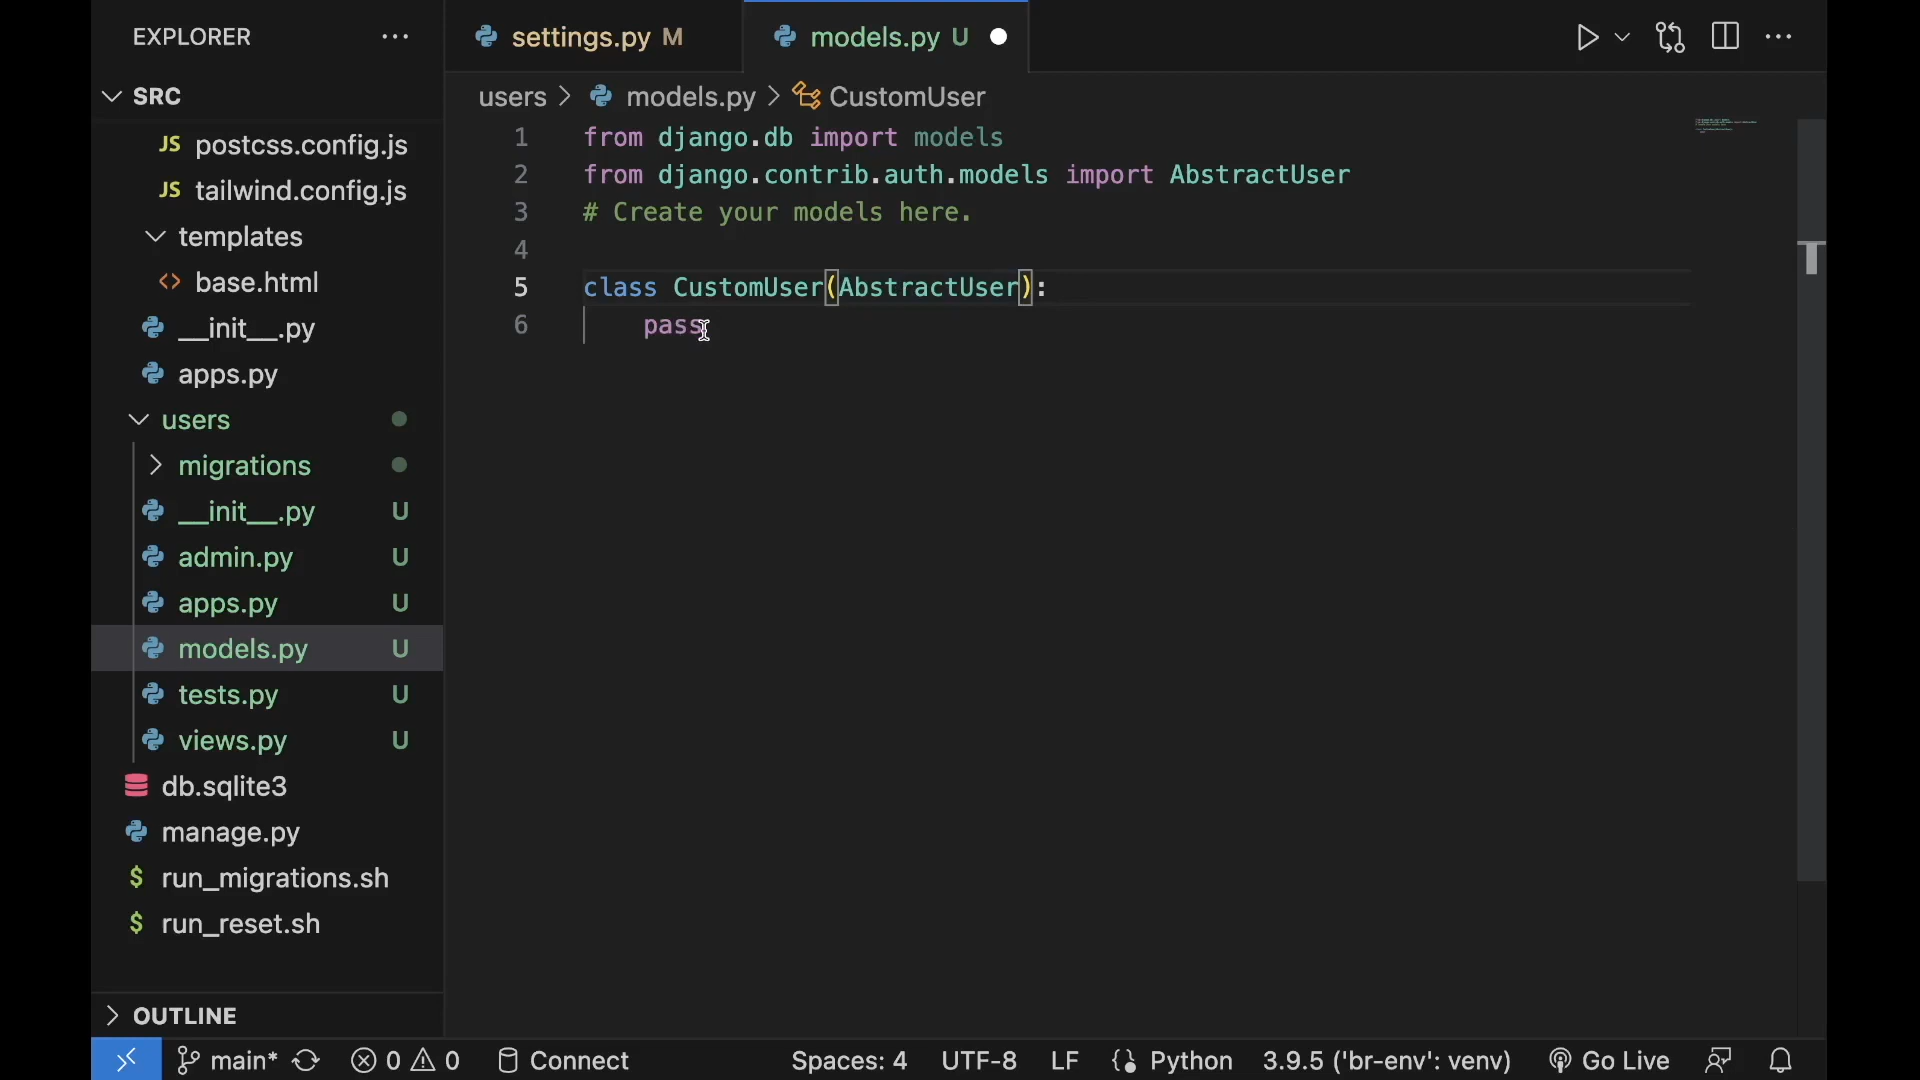 EXPLORER
SRC
JS postcss.config.js
JS tailwind.config.js
templates
<> base.html
__init__.py
apps.py
users
migrations
__init__.py U
admin.py U
apps.py U
models.py U
tests.py U
views.py U
db.sqlite3
manage.py
$ run_migrations.sh
$ run_reset.sh
OUTLINE
settings.py M
models.py U
users > models.py > CustomUser
1 from django.db import models
2 from django.contrib.auth.models import AbstractUser
3 # Create your models here.
4
5 class CustomUser(AbstractUser):
6 pass
main* 0 0 Connect Spaces: 4 UTF-8 LF {} Python 3.9.5 ('br-env': venv) Go Live